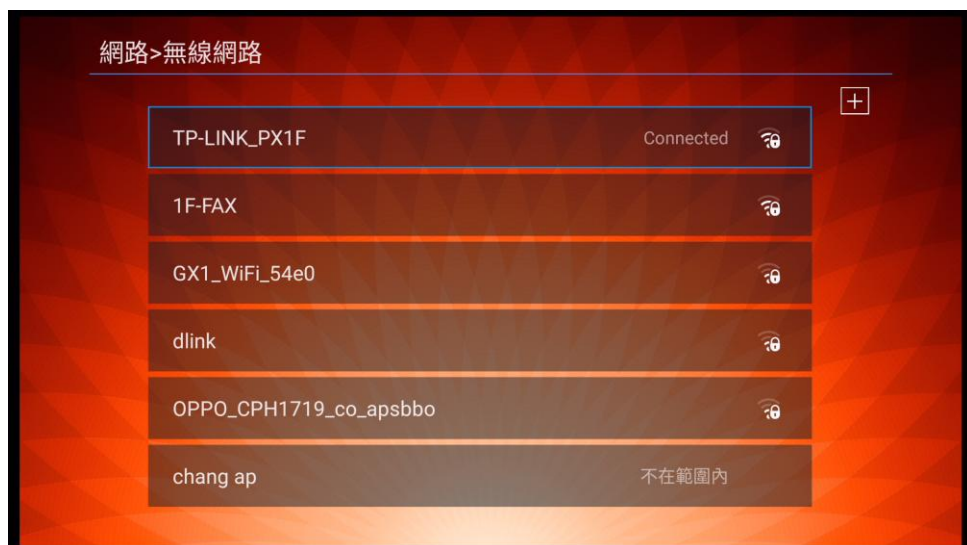 網路>無線網路
TP-LINK_PX1F Connected
1F-FAX
GX1_WiFi_54e0
dlink
OPPO_CPH1719_co_apsbbo
chang ap 不在範圍內